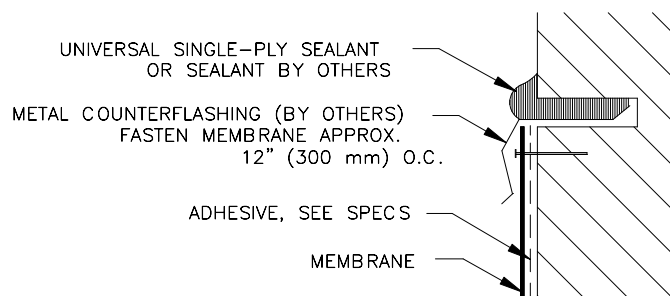 UNIVERSAL SINGLE-PLY SEALANT
OR SEALANT BY OTHERS
METAL COUNTERFLASHING (BY OTHERS)
FASTEN MEMBRANE APPROX.
12" (300 mm) O.C.
ADHESIVE, SEE SPECS
MEMBRANE